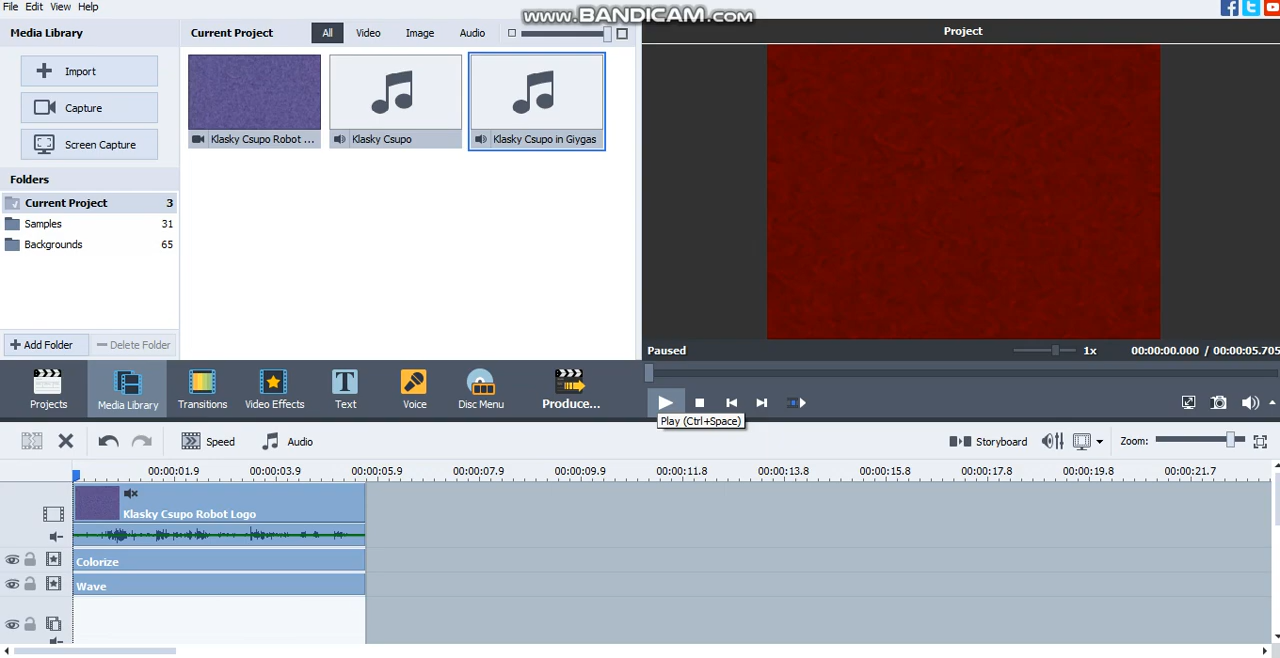 File Edit View Help
www.BANDICAM.com
Media Library
Current Project All Video Image Audio
Project
Import
Capture
Screen Capture
Klasky Csupo Robot ...
Klasky Csupo
Klasky Csupo in Giygas
Folders
Current Project 3
Samples 31
Backgrounds 65
Add Folder
Delete Folder
Paused 1x 00:00:00.000 / 00:00:05.705
Projects
Media Library
Transitions
Video Effects
Text
Voice
Disc Menu
Produce...
Play (Ctrl+Space)
Speed Audio Storyboard Zoom:
00:00:01.9 00:00:03.9 00:00:05.9 00:00:07.9 00:00:09.9 00:00:11.8 00:00:13.8 00:00:15.8 00:00:17.8 00:00:19.8 00:00:21.7
Klasky Csupo Robot Logo
Colorize
Wave